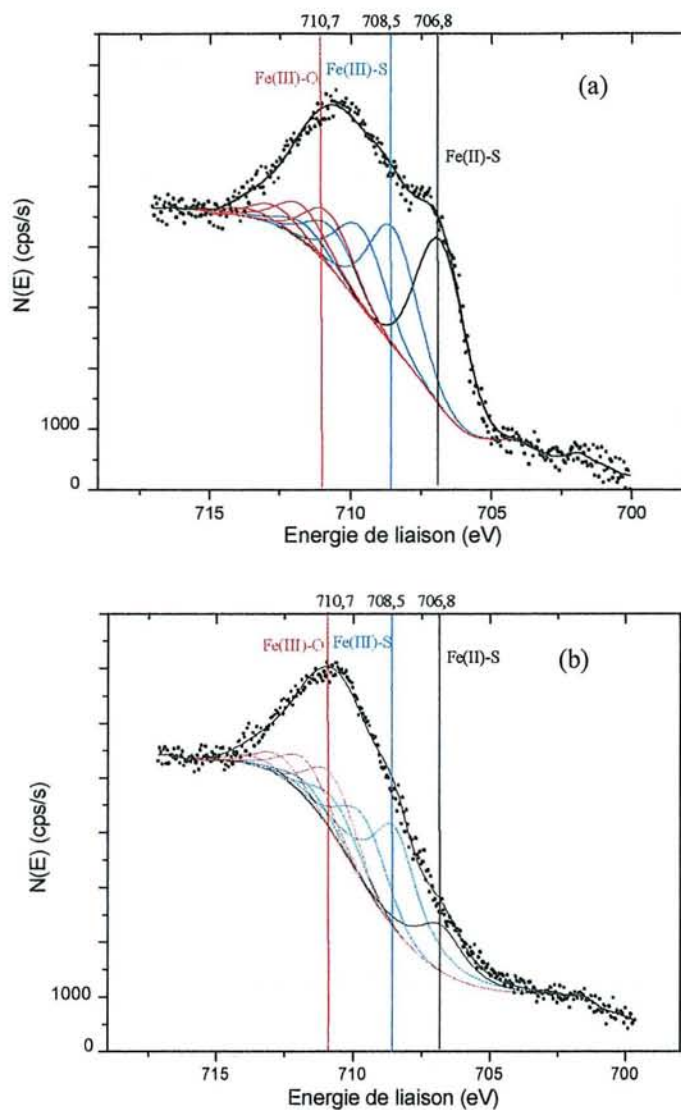 710,7 708,5 706,8
Fe(III)-O Fe(III)-S
(a)
Fe(II)-S
N(E) (cps/s)
1000
0
715 710 705 700
Energie de liaison (eV)
710,7 708,5 706,8
Fe(III)-O Fe(III)-S
Fe(II)-S (b)
N(E) (cps/s)
1000
0
715 710 705 700
Energie de liaison (eV)